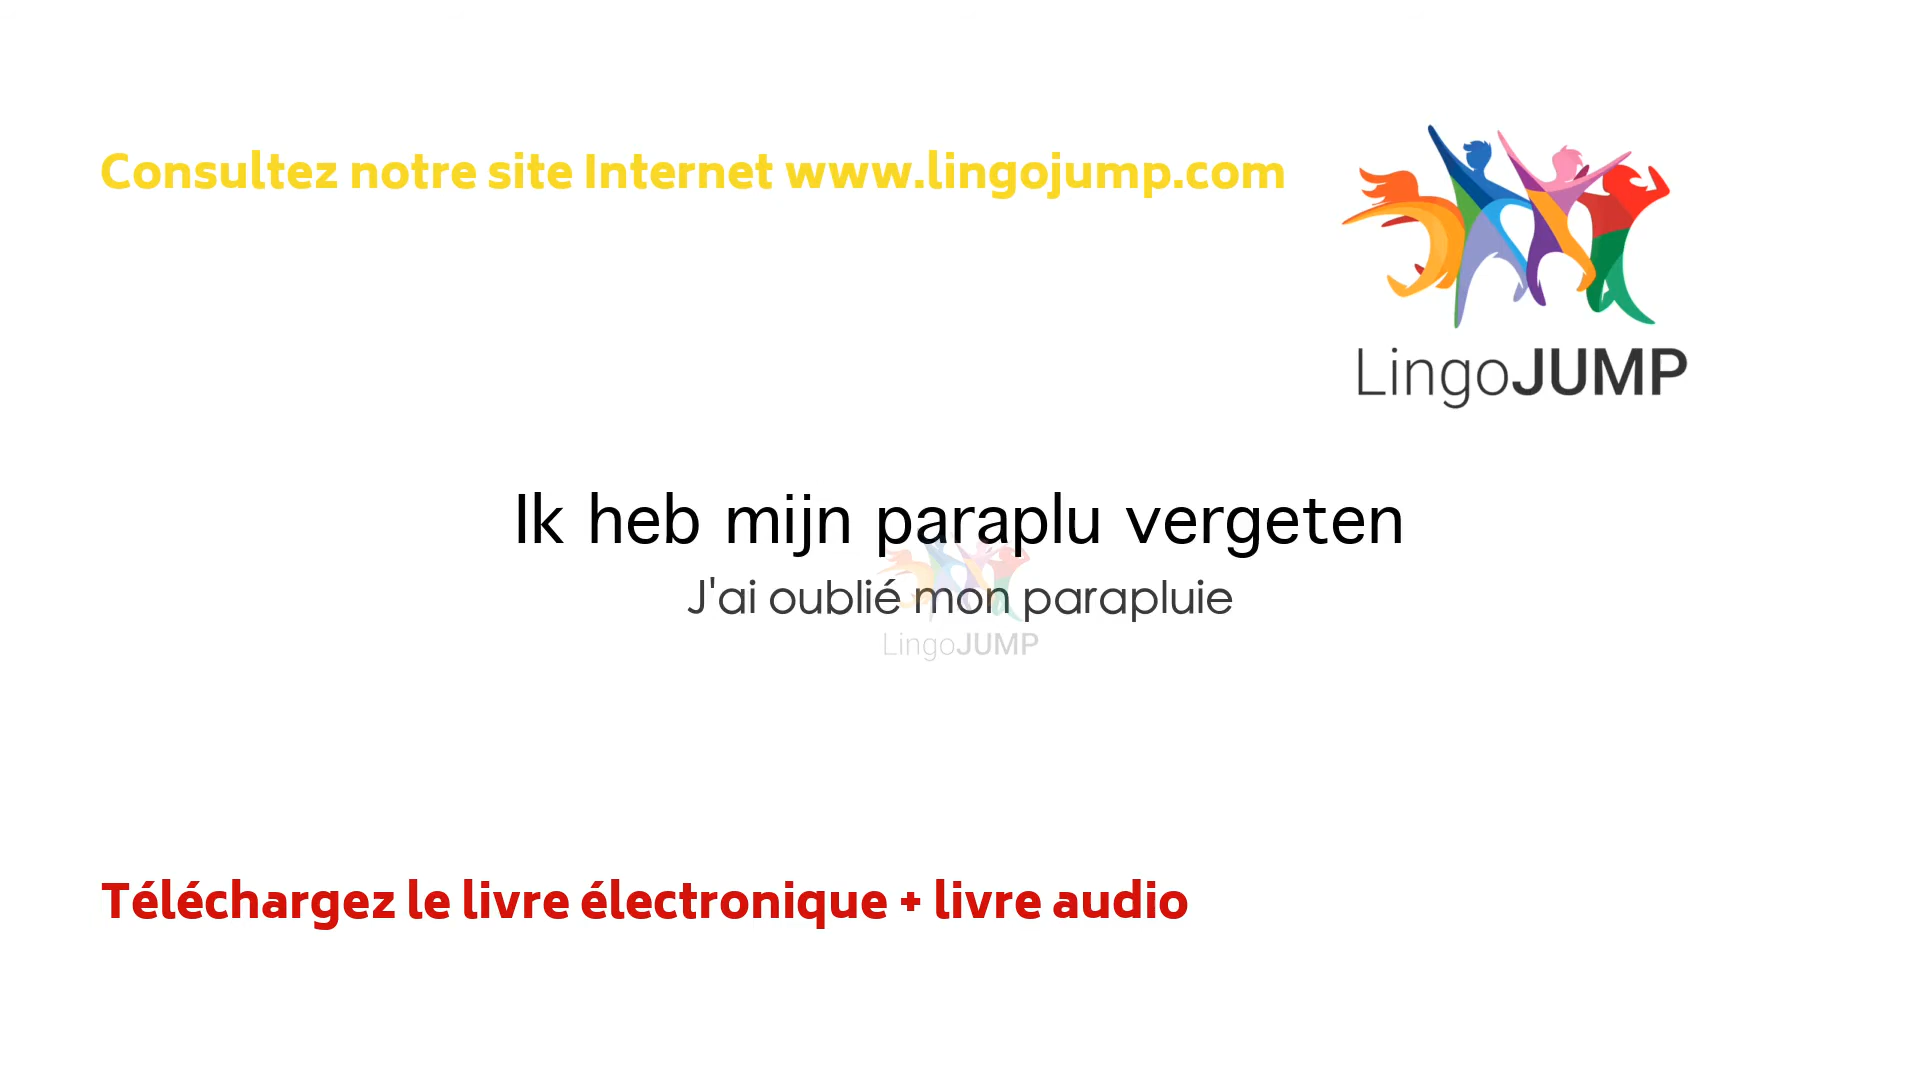 Consultez notre site Internet www.lingojump.com
LingoJUMP
Ik heb mijn paraplu vergeten
J'ai oublié mon parapluie
LingoJUMP
Téléchargez le livre électronique + livre audio